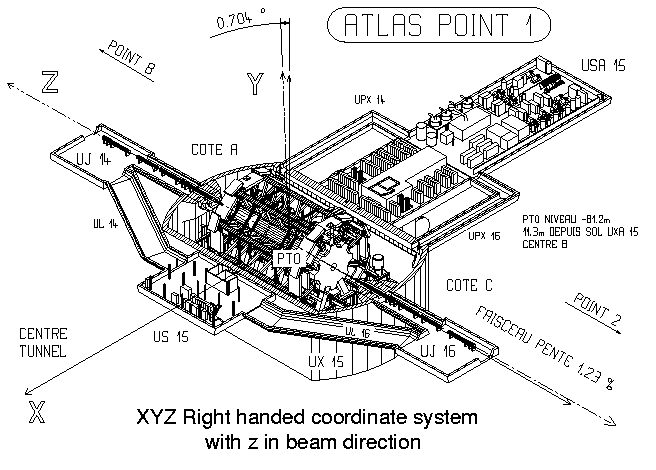 0.704 °
ATLAS POINT 1
POINT 8
Z
Y
USA 15
UPX 14
COTE A
UJ 14
UL 14
PTO NIVEAU -81.2m
11.3m DEPUIS SOL UXA 15
CENTRE B
UPX 16
PTO
COTE C
POINT 2
FAISCEAU PENTE 1.23 %
CENTRE
TUNNEL
US 15
UL 16
UX 15
UJ 16
X
XYZ Right handed coordinate system
with z in beam direction